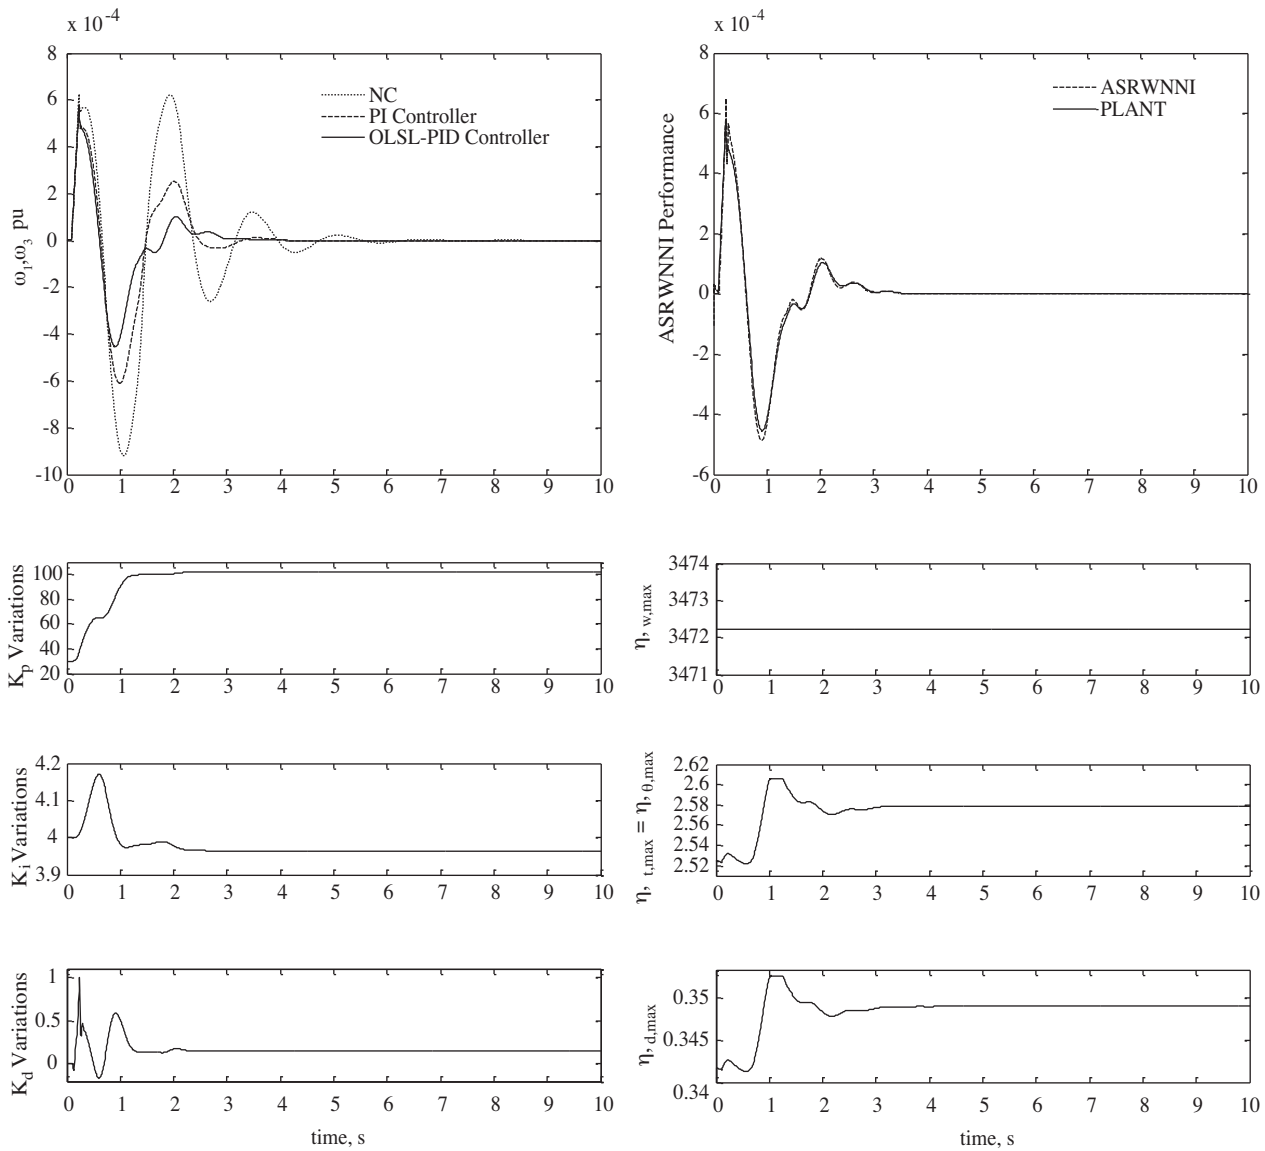 x 10⁻⁴
8
6
4
2
0
-2
-4
-6
-8
-10
ω₁,ω₃ pu
NC
PI Controller
OLSL-PID Controller
0 1 2 3 4 5 6 7 8 9 10
x 10⁻⁴
8
6
4
2
0
-2
-4
-6
ASRWNNI Performance
ASRWNNI
PLANT
0 1 2 3 4 5 6 7 8 9 10
100
80
60
40
20
Kp Variations
0 1 2 3 4 5 6 7 8 9 10
3474
3473
3472
3471
η, w,max
0 1 2 3 4 5 6 7 8 9 10
4.2
4.1
4
3.9
Ki Variations
0 1 2 3 4 5 6 7 8 9 10
2.62
2.6
2.58
2.56
2.54
2.52
η, t,max = η, θ,max
0 1 2 3 4 5 6 7 8 9 10
1
0.5
0
Kd Variations
0 1 2 3 4 5 6 7 8 9 10
time, s
0.35
0.345
0.34
η, d,max
0 1 2 3 4 5 6 7 8 9 10
time, s